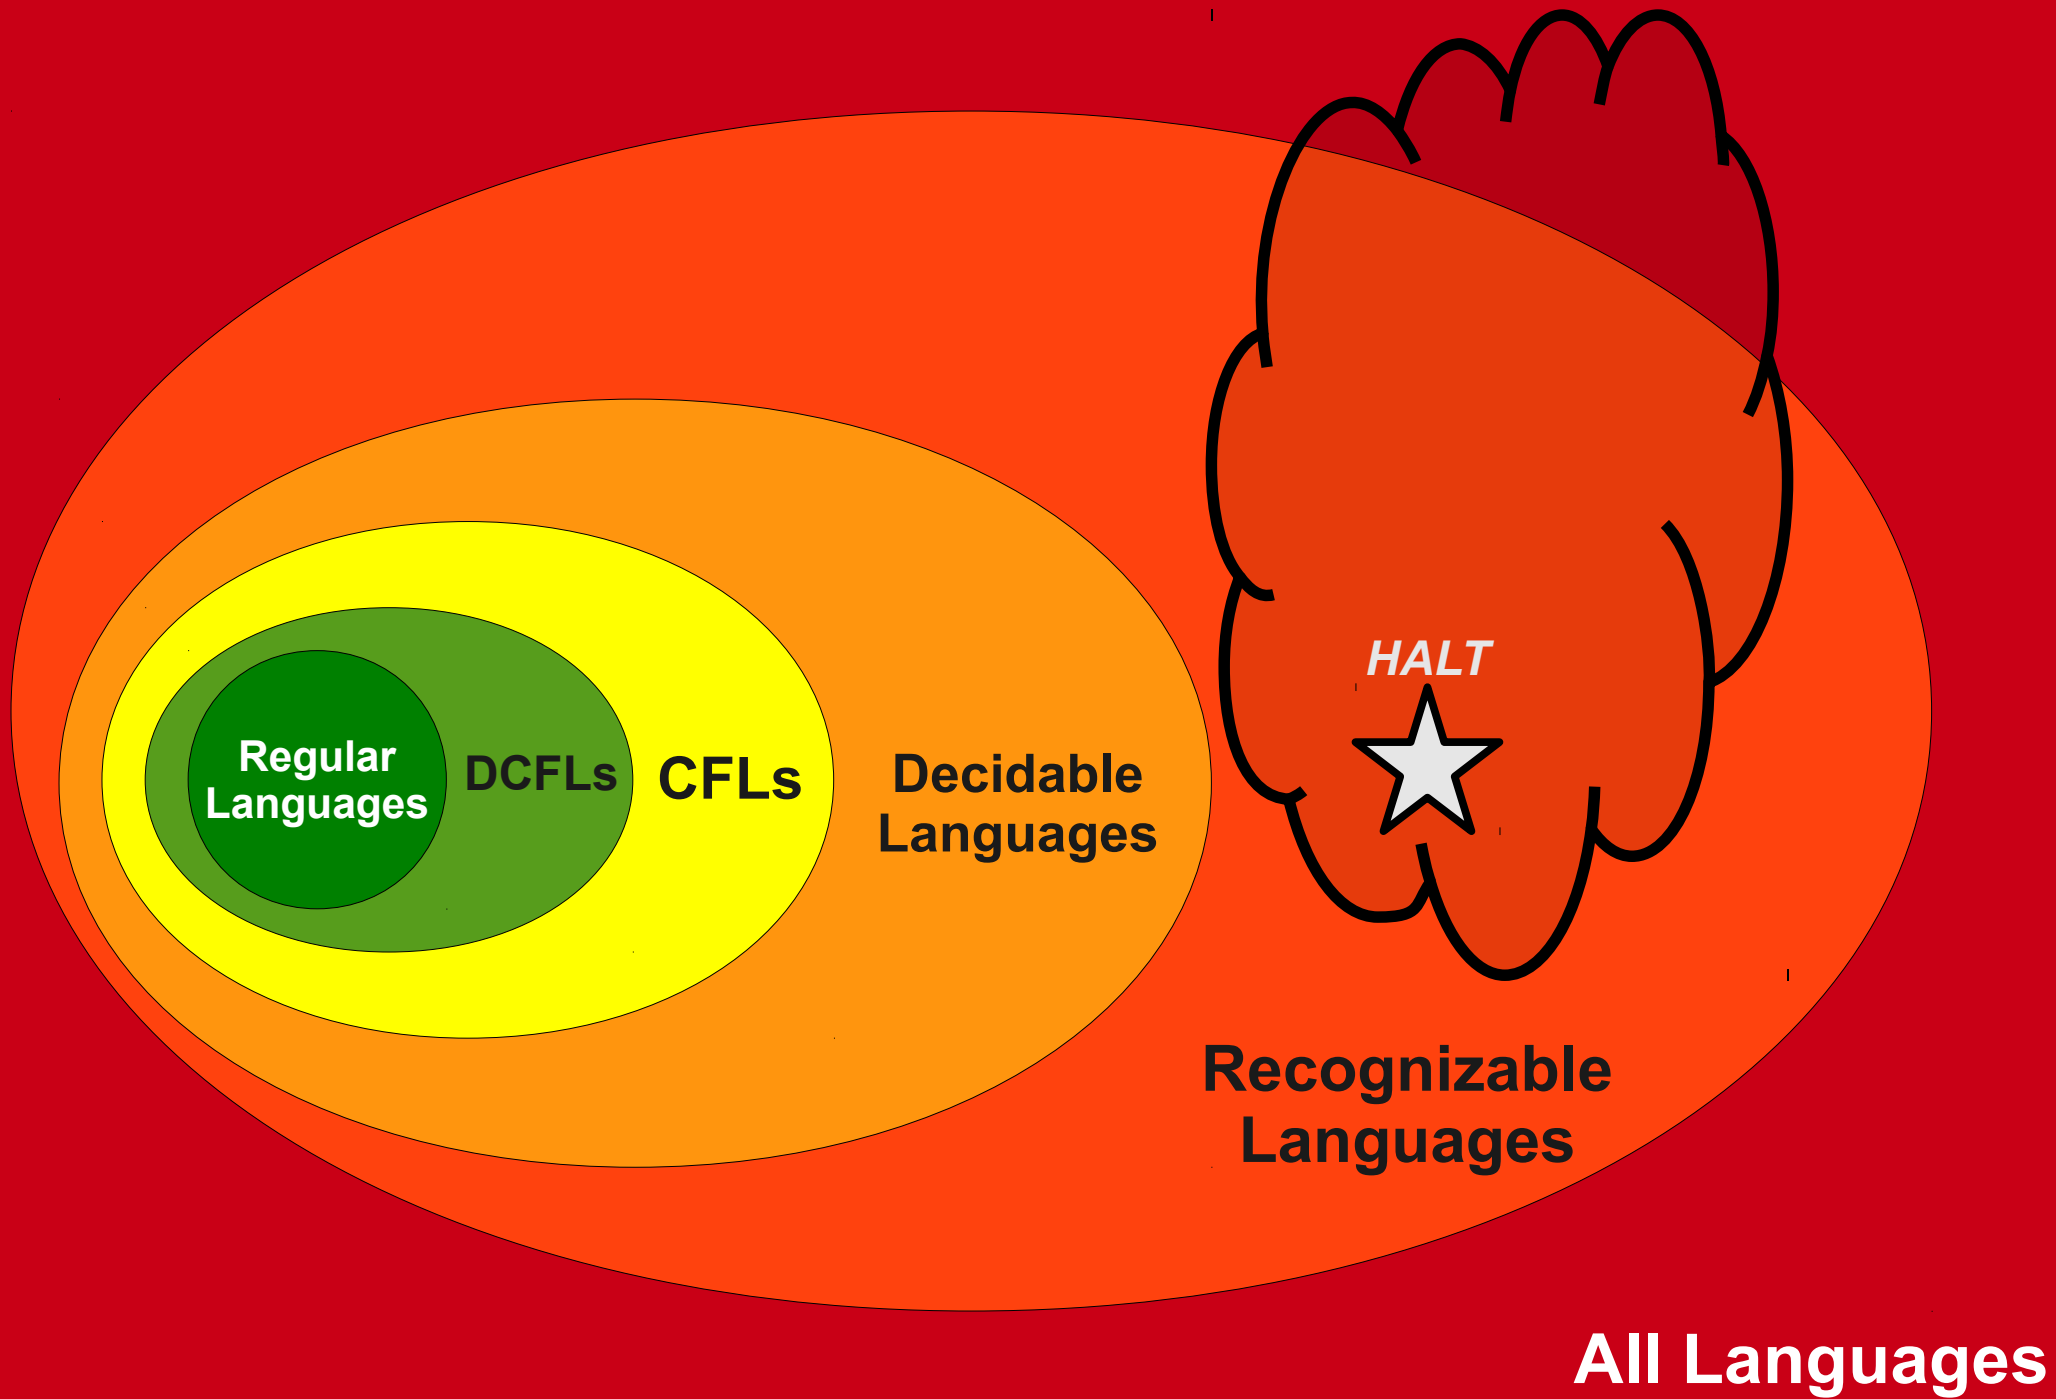 HALT
Regular
Languages
DCFLs
CFLs
Decidable
Languages
Recognizable
Languages
All Languages